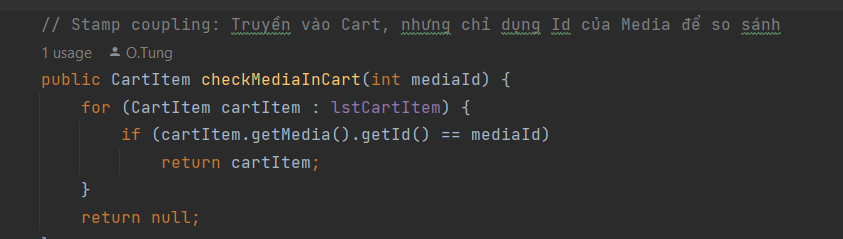 // Stamp coupling: Truyền vào Cart, nhưng chỉ dụng Id của Media để so sánh
1 usage O.Tung
public CartItem checkMediaInCart(int mediaId) {
for (CartItem cartItem : lstCartItem) {
if (cartItem.getMedia().getId() == mediaId)
return cartItem;
}
return null;
}